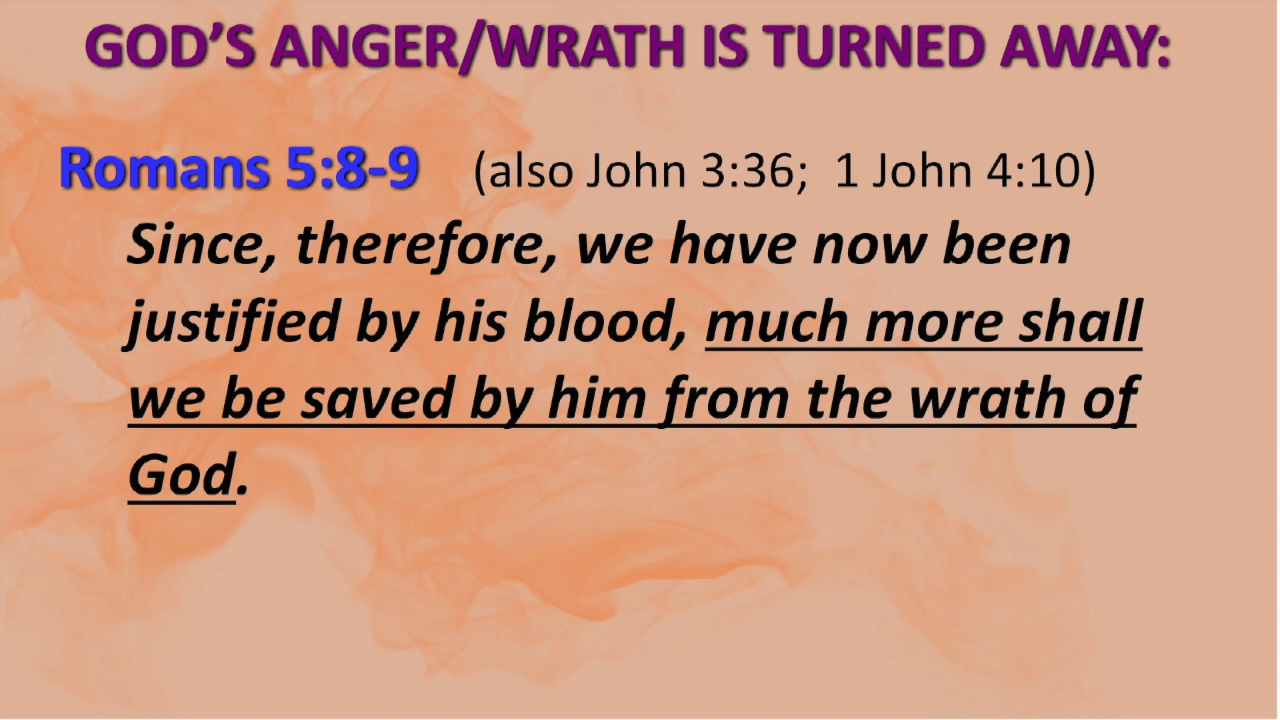 GOD’S ANGER/WRATH IS TURNED AWAY:
Romans 5:8-9 (also John 3:36; 1 John 4:10)
Since, therefore, we have now been
justified by his blood, much more shall
we be saved by him from the wrath of
God.